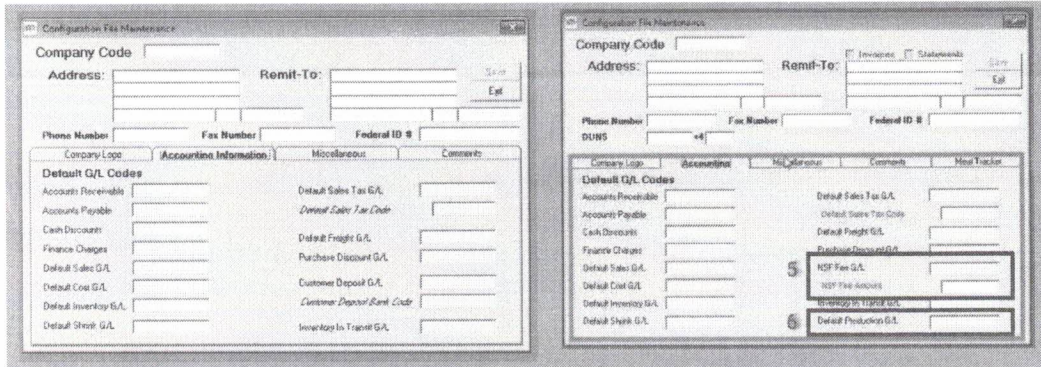 Configuration File Maintenance
Company Code
Address:
Remit-To:
Save
Exit
Phone Number
Fax Number
Federal ID #
Company Logo
Accounting Information
Miscellaneous
Comments
Default G/L Codes
Accounts Receivable
Default Sales Tax G/L
Accounts Payable
Default Sales Tax Code
Cash Discounts
Default Freight G/L
Finance Charges
Purchase Discount G/L
Default Sales G/L
Customer Deposit G/L
Default Cost G/L
Customer Deposit Bank Code
Default Inventory G/L
Default Shrink G/L
Inventory In Transit G/L
Configuration File Maintenance
Company Code
Invoices
Statements
Address:
Remit-To:
Save
Exit
Phone Number
Fax Number
Federal ID #
DUNS
+4
Company Logo
Accounting
Miscellaneous
Comments
Meat Tracker
Default G/L Codes
Accounts Receivable
Default Sales Tax G/L
Accounts Payable
Default Sales Tax Code
Cash Discounts
Default Freight G/L
Finance Charges
Purchase Discount G/L
Default Sales G/L
5
NSF Fee G/L
Default Cost G/L
NSF Fee Amount
Default Inventory G/L
Inventory In Transit G/L
Default Shrink G/L
6
Default Production G/L